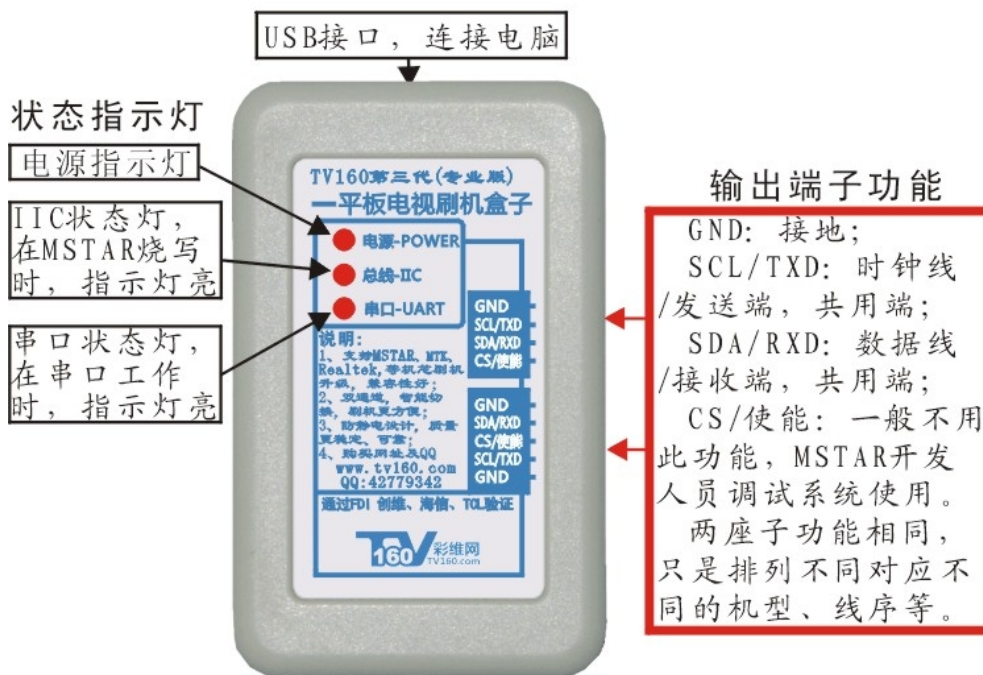 USB接口, 连接电脑
状态指示灯
电源指示灯
IIC状态灯,
在MSTAR烧写
时, 指示灯亮
串口状态灯,
在串口工作
时, 指示灯亮
TV160第三代(专业版)
一平板电视刷机盒子
电源-POWER
总线-IIC
串口-UART
GND
SCL/TXD
SDA/RXD
CS/使能
GND
SDA/RXD
CS/使能
SCL/TXD
GND
说明:
1、支持MSTAR、MTK、
Realtek,等机芯刷机
升级, 兼容性好;
2、双通道, 智能切
换, 刷机更方便;
3、防静电设计, 质量
更稳定、可靠;
4、购买网址及QQ
www.tv160.com
QQ:42779342
通过FDI 创维、海信、TCL验证
TV160 彩维网
TV160.com
输出端子功能
GND: 接地;
SCL/TXD: 时钟线
/发送端, 共用端;
SDA/RXD: 数据线
/接收端, 共用端;
CS/使能: 一般不用
此功能, MSTAR开发
人员调试系统使用。
两座子功能相同,
只是排列不同对应不
同的机型、线序等。